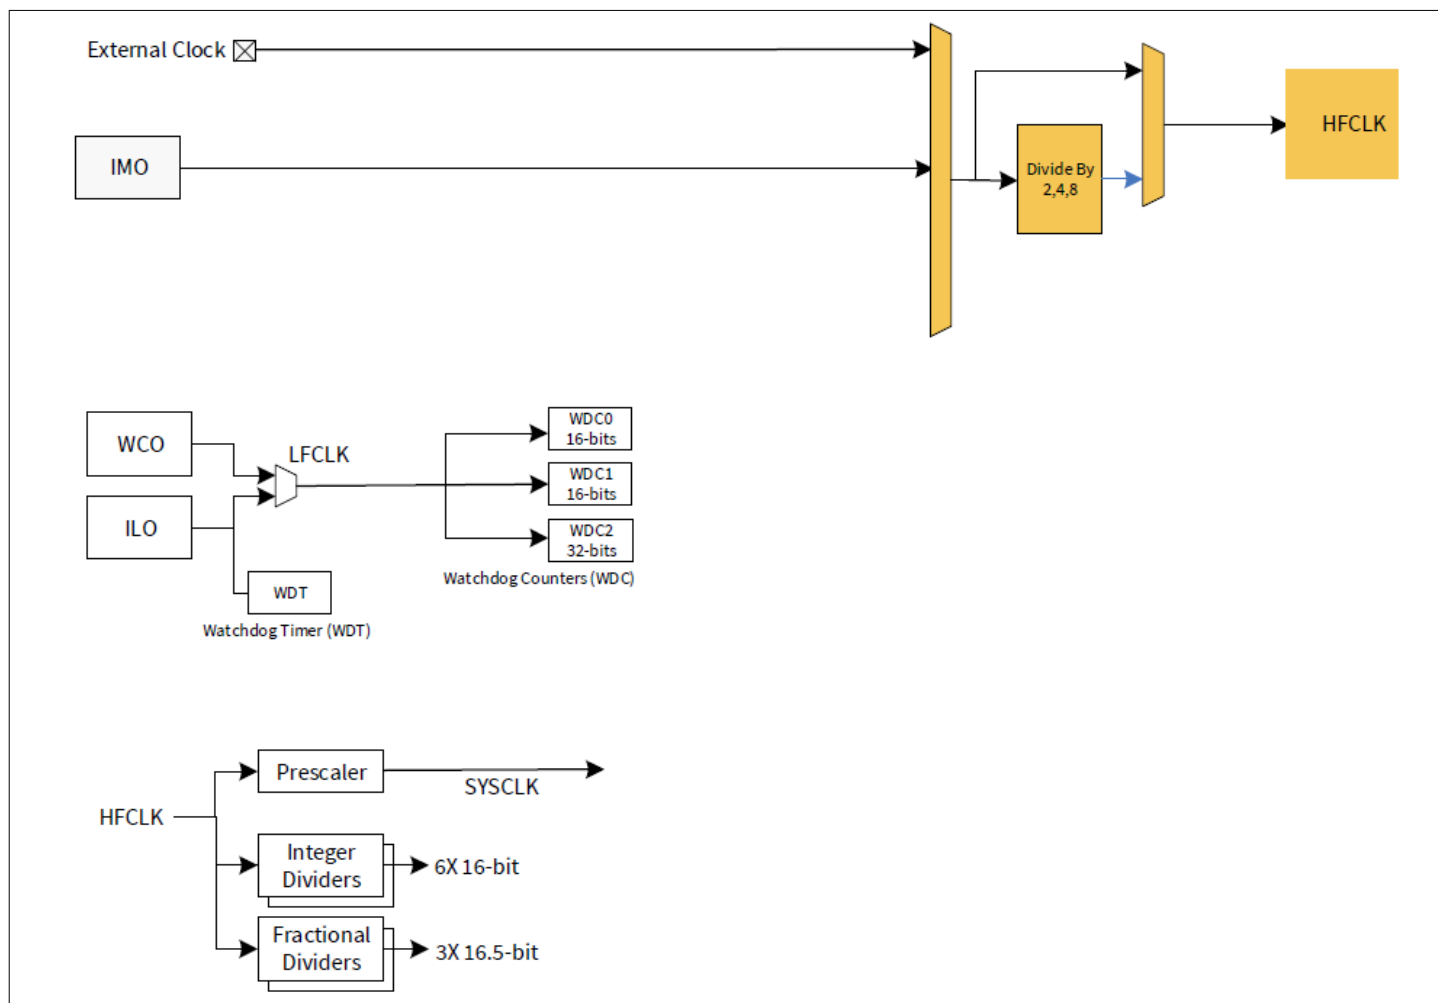 External Clock
IMO
Divide By
2,4,8
HFCLK
WCO
ILO
LFCLK
WDC0
16-bits
WDC1
16-bits
WDC2
32-bits
Watchdog Counters (WDC)
WDT
Watchdog Timer (WDT)
HFCLK
Prescaler
SYSCLK
Integer
Dividers
6X 16-bit
Fractional
Dividers
3X 16.5-bit